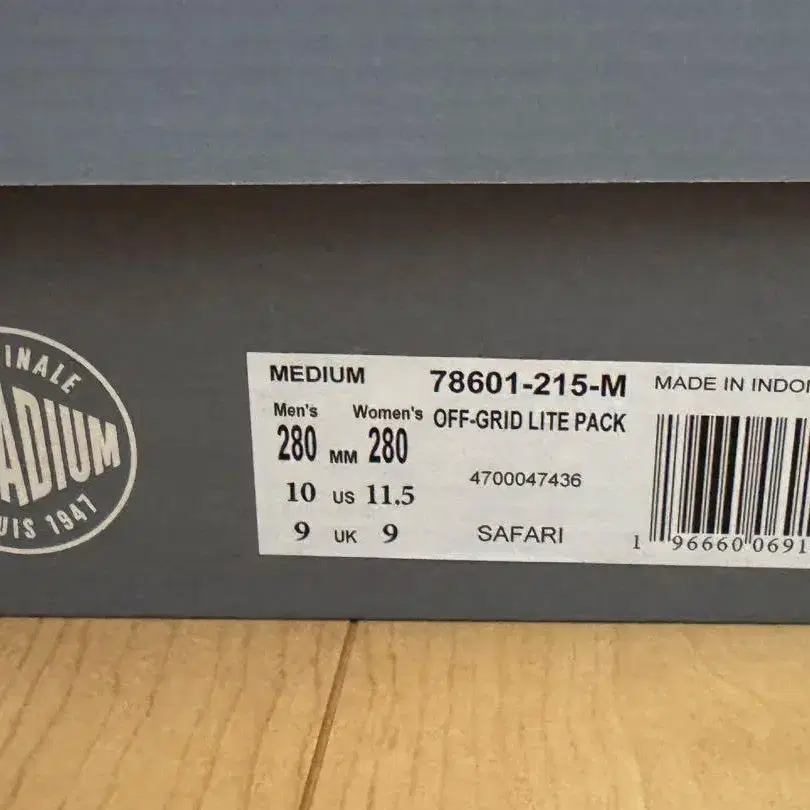 INALE
ADIUM
UIS 1947
MEDIUM
78601-215-M
MADE IN INDO
Men's Women's
OFF-GRID LITE PACK
280 MM 280
4700047436
10 US 11.5
9 UK 9
SAFARI
1 96660 0691